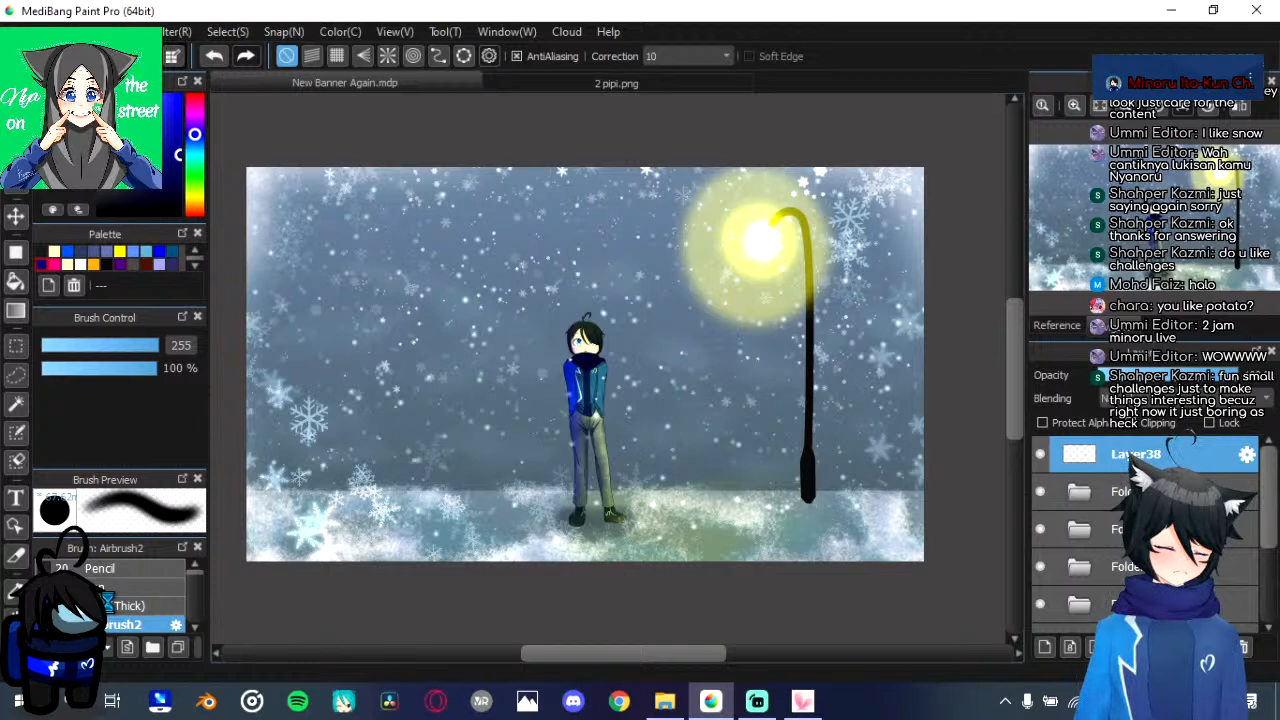 MediBang Paint Pro (64bit)
lter(R) Select(S) Snap(N) Color(C) View(V) Tool(T) Window(W) Cloud Help
AntiAliasing Correction 10 Soft Edge
New Banner Again.mdp 2 pipi.png
Nya on the street
Palette
---
Brush Control
255
100 %
Brush Preview
Brush: Airbrush2
20 Pencil
Thick)
brush2
Minoru Ito-Kun Ch.
look just care for the
content
Ummi Editor: I like snow
Ummi Editor: Wah
cantiknya lukisan kamu
Nyanoru
Shahper Kazmi: just
saying again sorry
Shahper Kazmi: ok
thanks for answering
Shahper Kazmi: do u like
challenges
Mohd Faiz: halo
chara: you like potato?
Reference
Ummi Editor: 2 jam
minoru live
Ummi Editor: WOWWWW
Opacity
Shahper Kazmi: fun small
challenges just to make
Blending
things interesting becuz
right now it just boring as
heck
Protect Alph Clipping Lock
Layer38
Fol
Fo
Fold